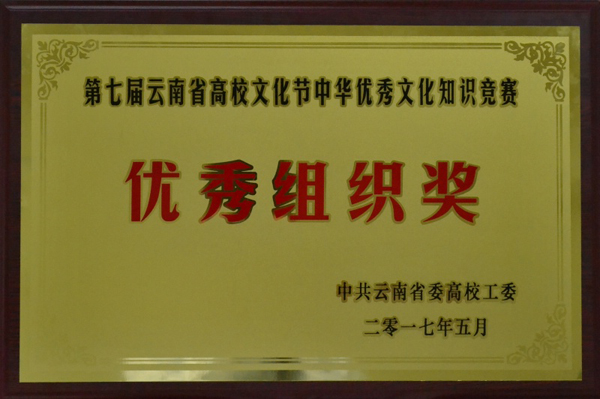 第七届云南省高校文化节中华优秀文化知识竞赛
优秀组织奖
中共云南省委高校工委
二零一七年五月